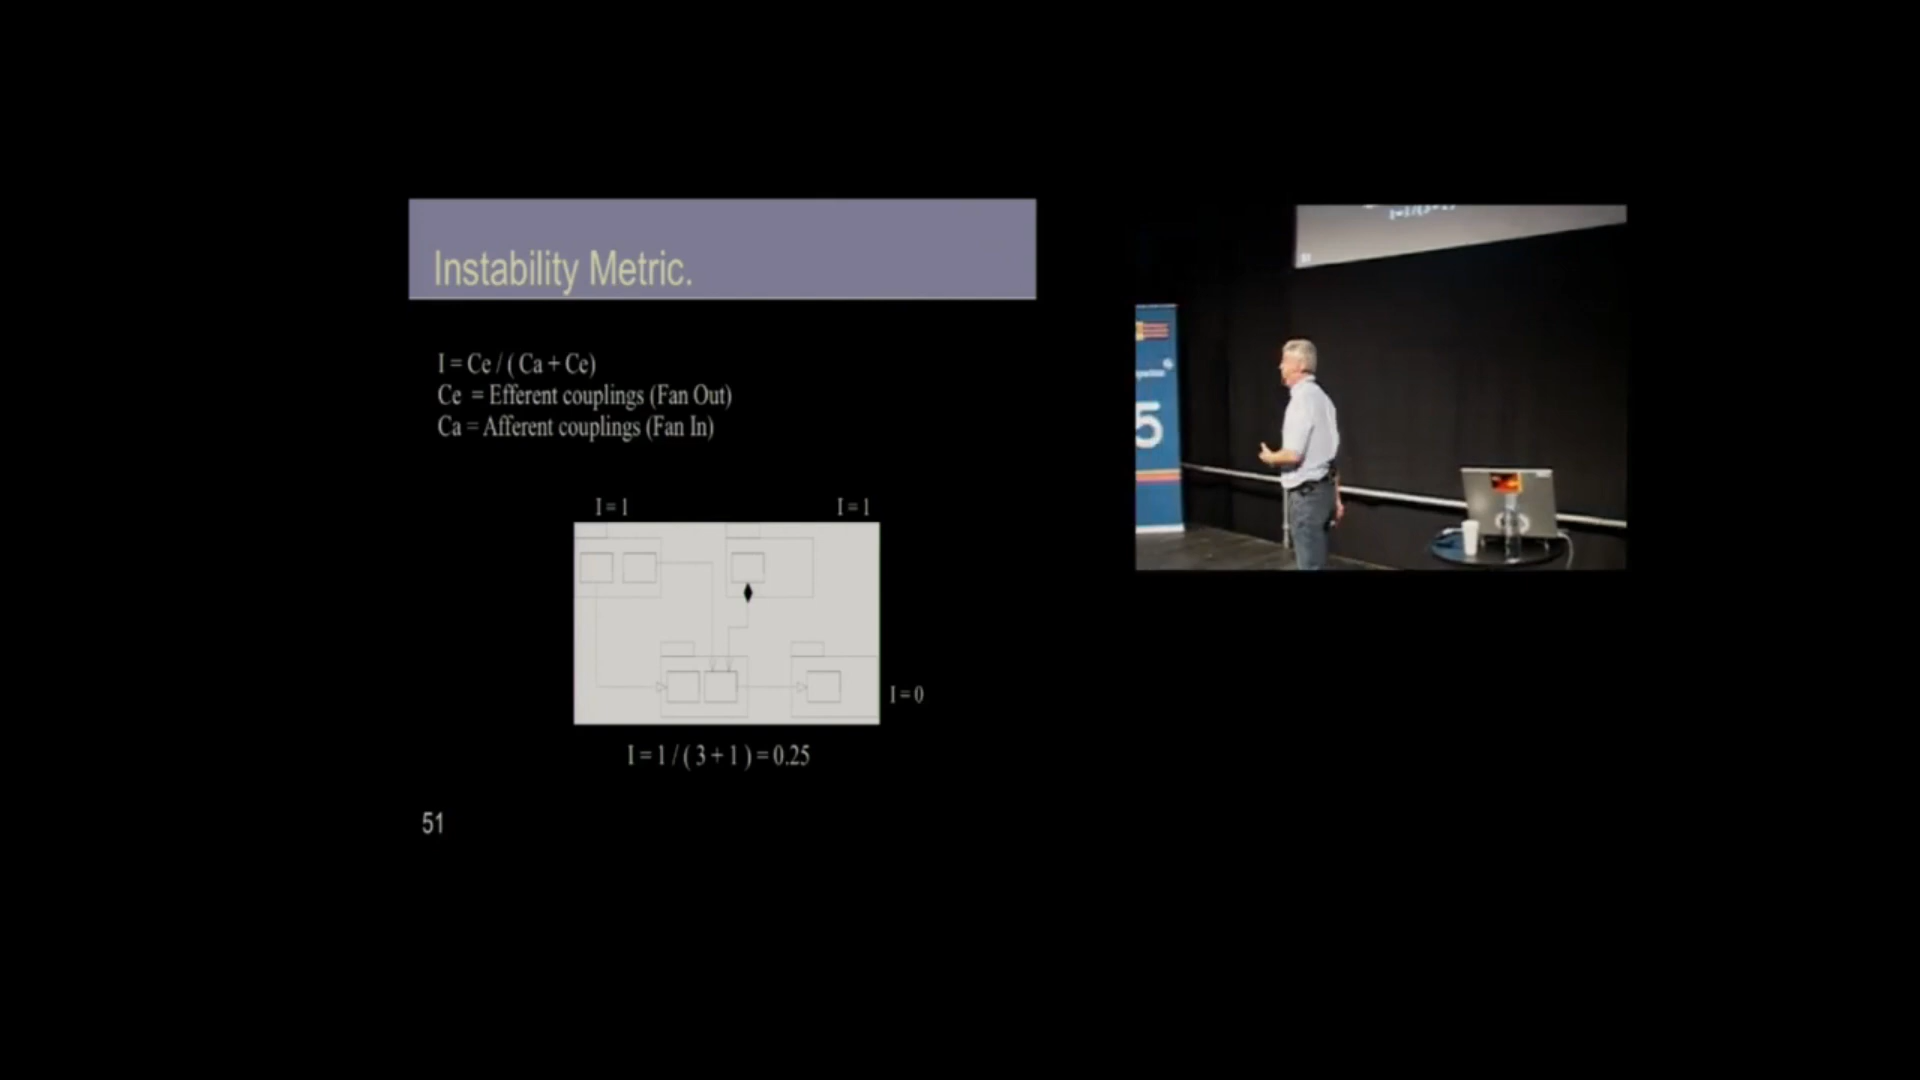 Instability Metric.
I = Ce / ( Ca + Ce)
Ce = Efferent couplings (Fan Out)
Ca = Afferent couplings (Fan In)
I = 1
I = 1
I = 0
I = 1 / ( 3 + 1 ) = 0.25
51
5